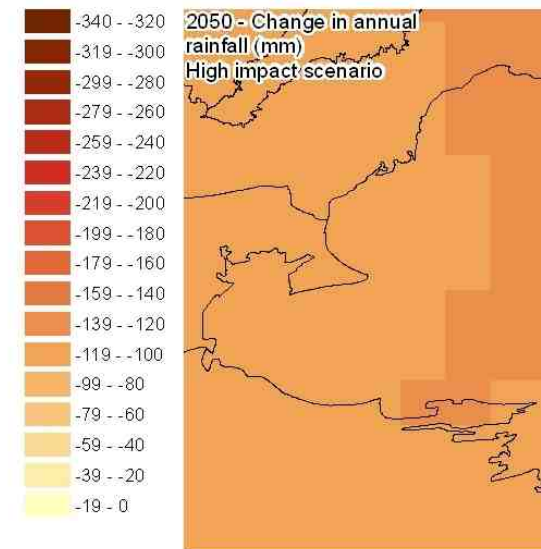 2050 - Change in annual
rainfall (mm)
High impact scenario
-340 - -320
-319 - -300
-299 - -280
-279 - -260
-259 - -240
-239 - -220
-219 - -200
-199 - -180
-179 - -160
-159 - -140
-139 - -120
-119 - -100
-99 - -80
-79 - -60
-59 - -40
-39 - -20
-19 - 0